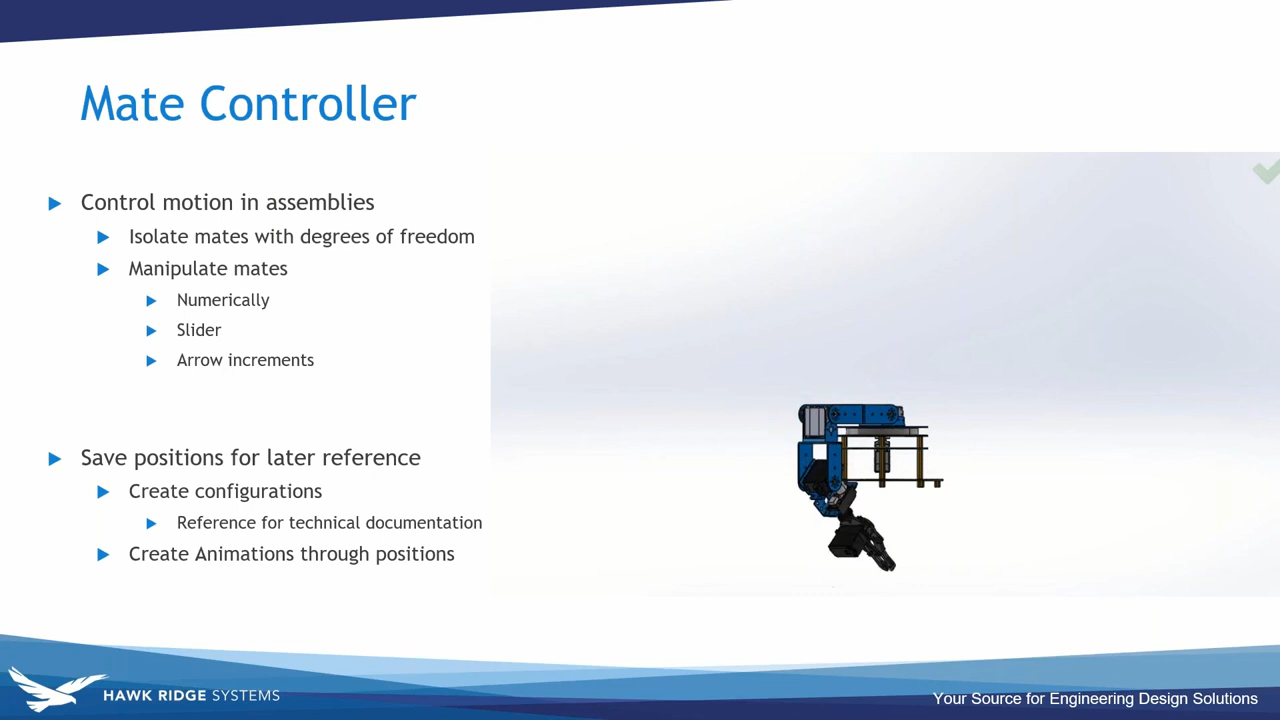 Mate Controller
Control motion in assemblies
Isolate mates with degrees of freedom
Manipulate mates
Numerically
Slider
Arrow increments
Save positions for later reference
Create configurations
Reference for technical documentation
Create Animations through positions
HAWK RIDGE SYSTEMS
Your Source for Engineering Design Solutions